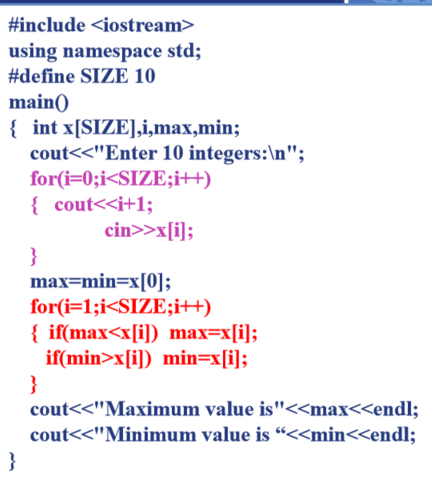 #include <iostream>
using namespace std;
#define SIZE 10
main()
{  int x[SIZE],i,max,min;
cout<<"Enter 10 integers:\n";
for(i=0;i<SIZE;i++)
{  cout<<i+1;
cin>>x[i];
}
max=min=x[0];
for(i=1;i<SIZE;i++)
{  if(max<x[i])  max=x[i];
if(min>x[i])  min=x[i];
}
cout<<"Maximum value is"<<max<<endl;
cout<<"Minimum value is “<<min<<endl;
}